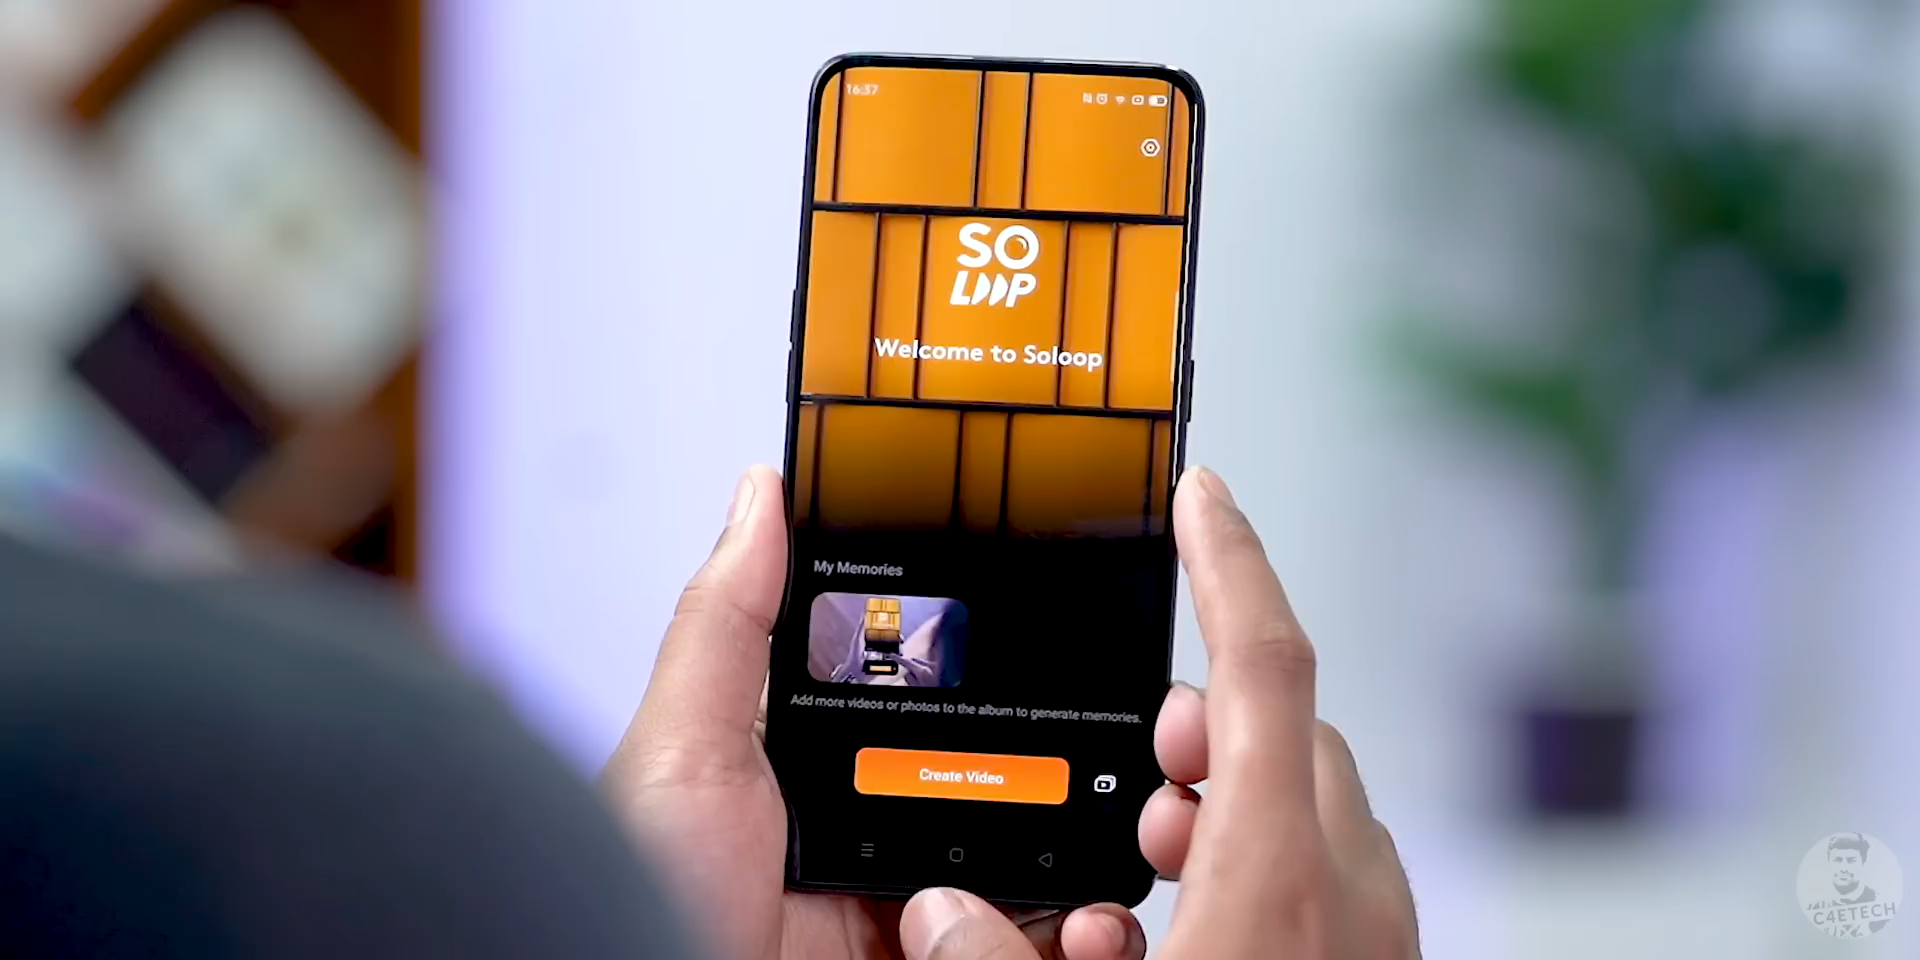 16:37
SO
LOOP
Welcome to Soloop
My Memories
Add more videos or photos to the album to generate memories.
Create Video
C4ETECH